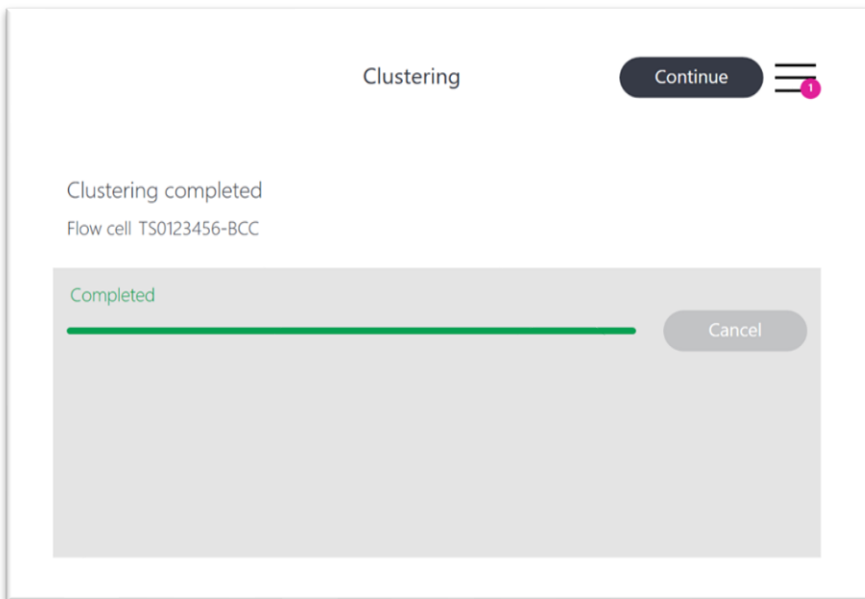 Clustering
Continue
1
Clustering completed
Flow cell TS0123456-BCC
Completed
Cancel